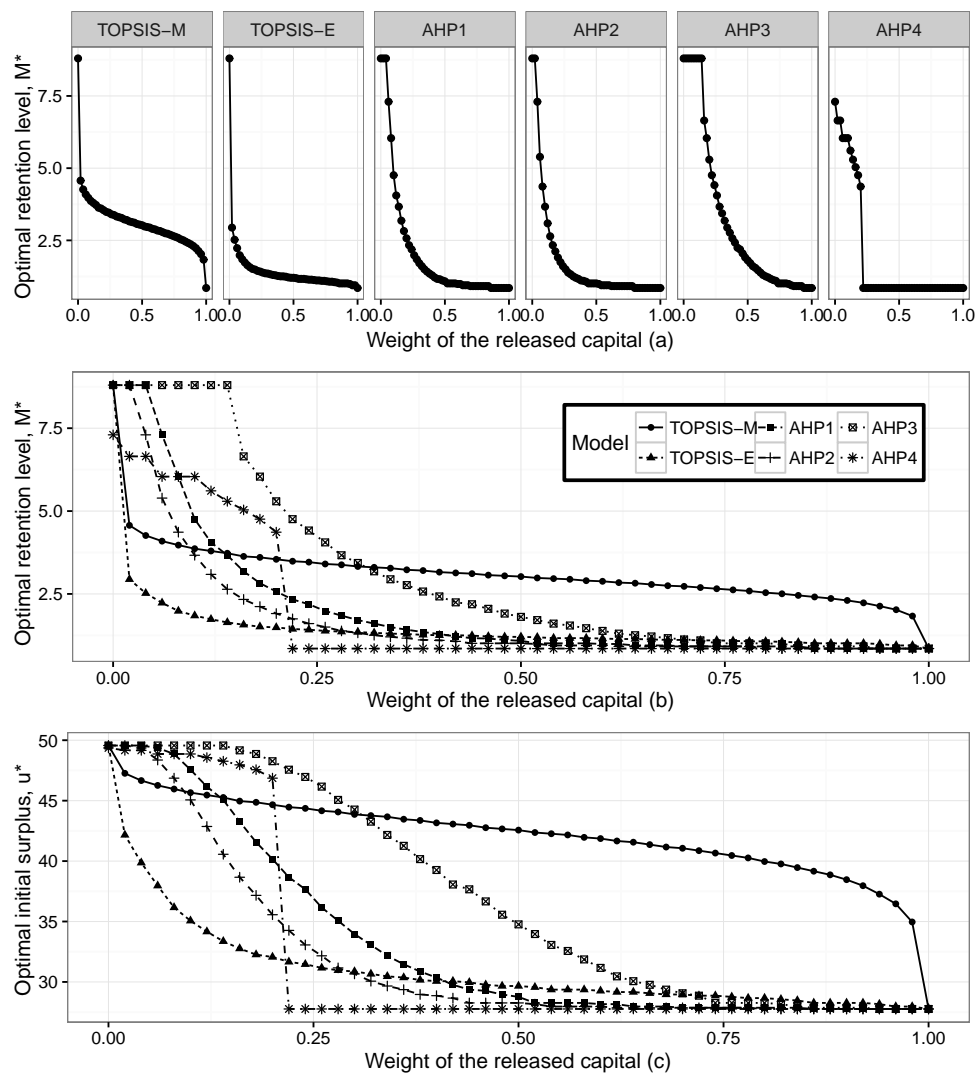 TOPSIS−M TOPSIS−E AHP1 AHP2 AHP3 AHP4
Optimal retention level, M*
7.5
5.0
2.5
0.0 0.5 1.0 0.0 0.5 1.0 0.0 0.5 1.0 0.0 0.5 1.0 0.0 0.5 1.0 0.0 0.5 1.0
Weight of the released capital (a)
Optimal retention level, M*
7.5
5.0
2.5
Model
TOPSIS−M AHP1 AHP3
TOPSIS−E AHP2 AHP4
0.00 0.25 0.50 0.75 1.00
Weight of the released capital (b)
Optimal initial surplus, u*
50
45
40
35
30
0.00 0.25 0.50 0.75 1.00
Weight of the released capital (c)